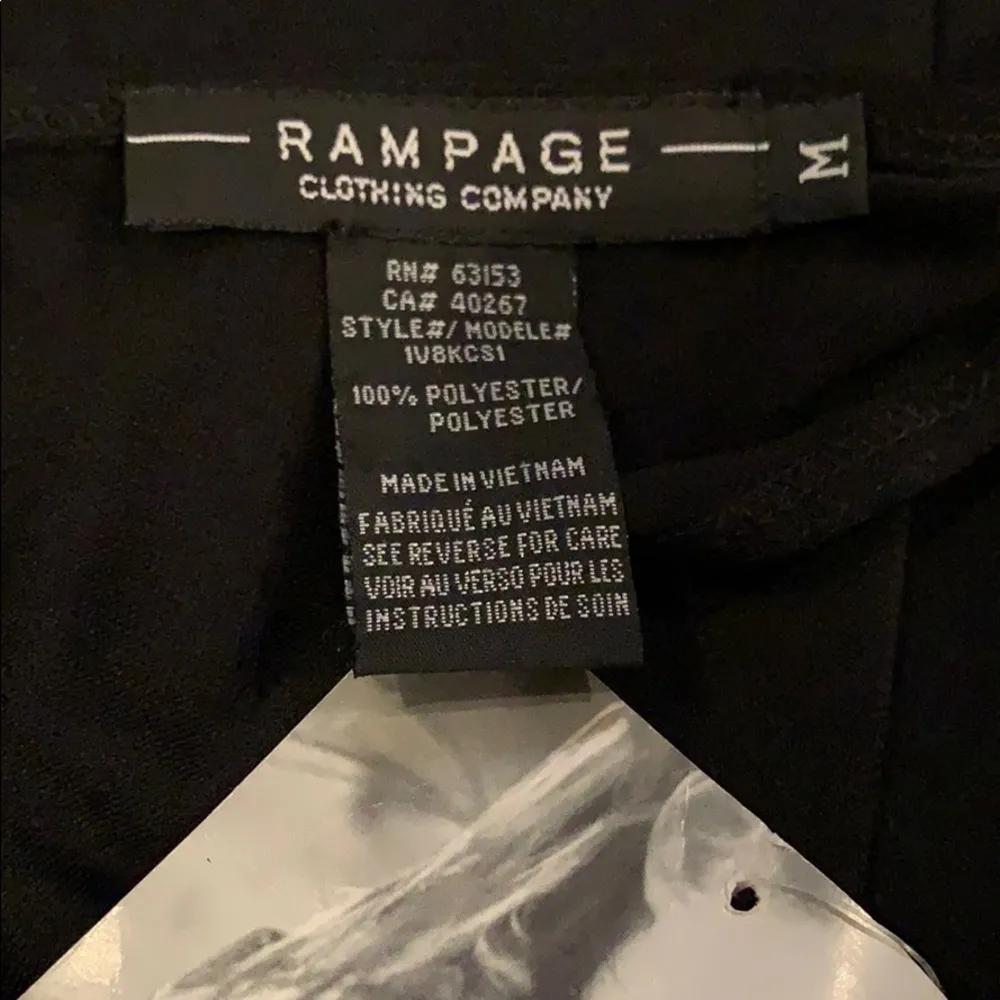 RAMPAGE
CLOTHING COMPANY
M
RN# 63153
CA# 40267
STYLE#/ MODELE#
1V8KCS1
100% POLYESTER/
POLYESTER
MADE IN VIETNAM
FABRIQUÉ AU VIETNAM
SEE REVERSE FOR CARE
VOIR AU VERSO POUR LES
INSTRUCTIONS DE SOIN